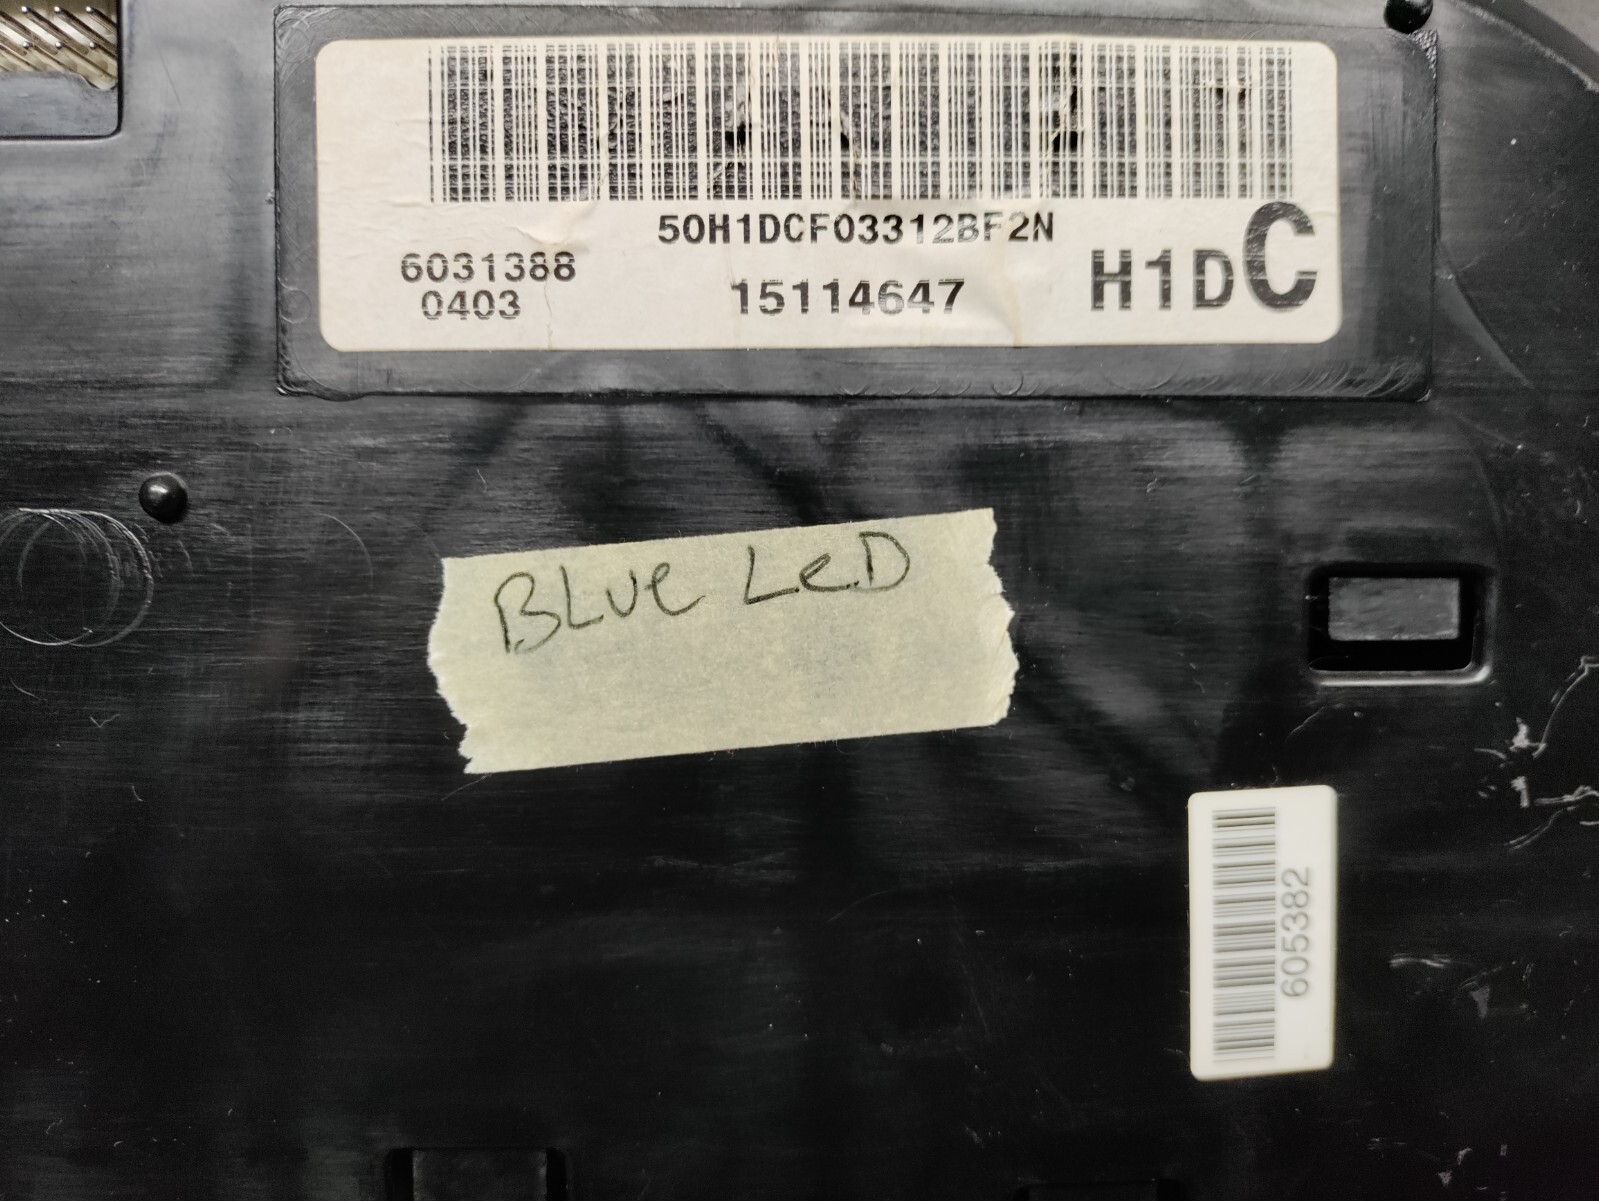 50H1DCF03312BF2N
6031388
0403
15114647
H1DC
BLUe LeD
605382